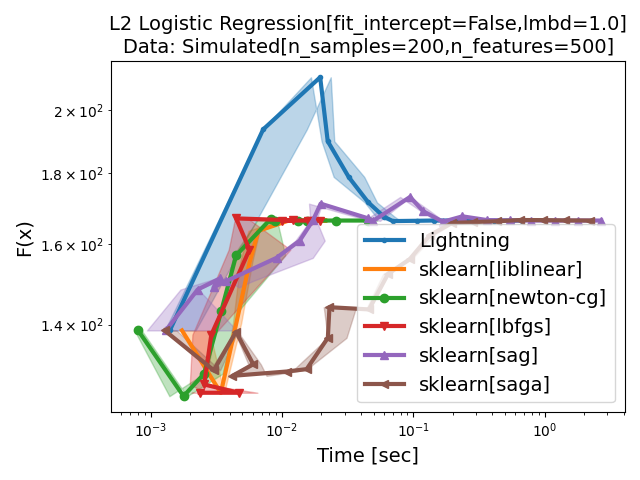 L2 Logistic Regression[fit_intercept=False,lmbd=1.0]
Data: Simulated[n_samples=200,n_features=500]
F(x)
2 × 10²
1.8 × 10²
1.6 × 10²
1.4 × 10²
Lightning
sklearn[liblinear]
sklearn[newton-cg]
sklearn[lbfgs]
sklearn[sag]
sklearn[saga]
10⁻³ 10⁻² 10⁻¹ 10⁰
Time [sec]